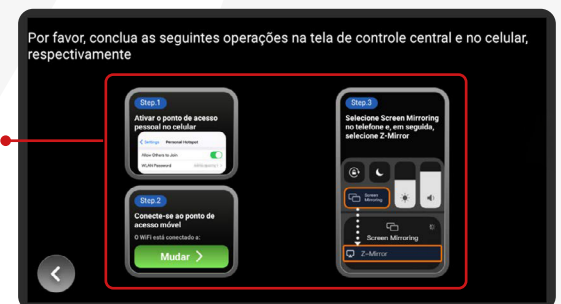 Por favor, conclua as seguintes operações na tela de controle central e no celular,
respectivamente
Step.1
Ativar o ponto de acesso
pessoal no celular
Settings Personal Hotspot
Allow Others to Join
WLAN Password
Step.2
Conecte-se ao ponto de
acesso móvel
O WiFi está conectado a:
Mudar
Step.3
Selecione Screen Mirroring
no telefone e, em seguida,
selecione Z-Mirror
Screen
Mirroring
Screen Mirroring
Z-Mirror